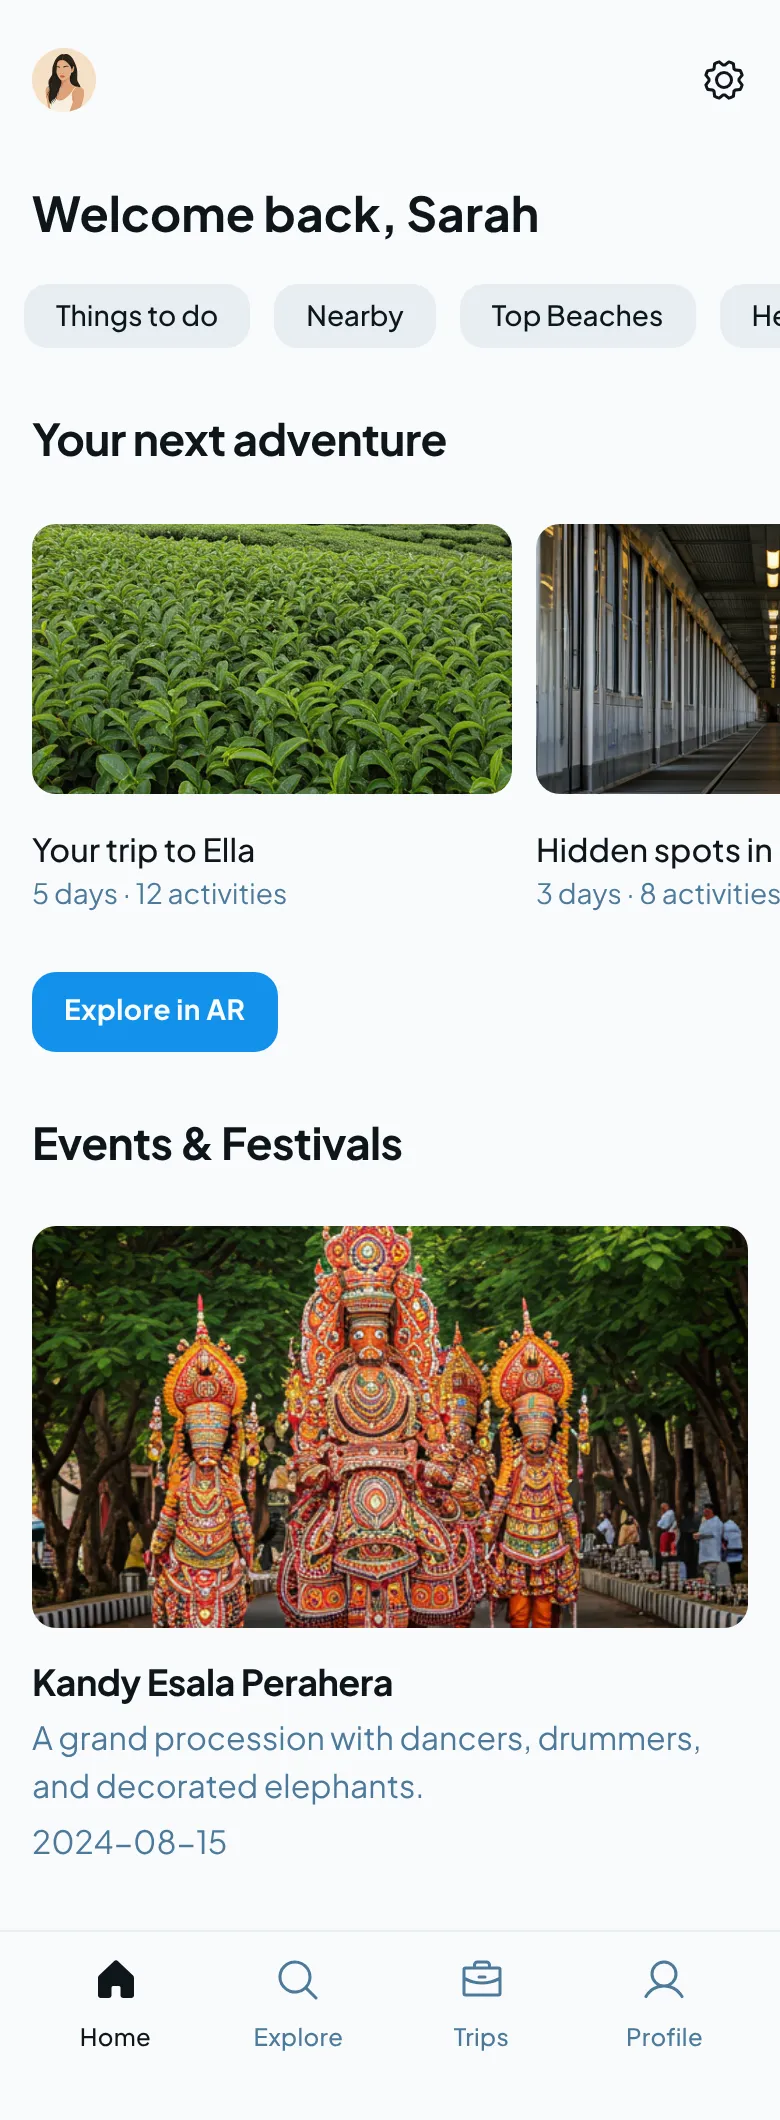 Welcome back, Sarah
Things to do
Nearby
Top Beaches
He
Your next adventure
Your trip to Ella
5 days · 12 activities
Hidden spots in
3 days · 8 activities
Explore in AR
Events & Festivals
Kandy Esala Perahera
A grand procession with dancers, drummers,
and decorated elephants.
2024-08-15
Home
Explore
Trips
Profile